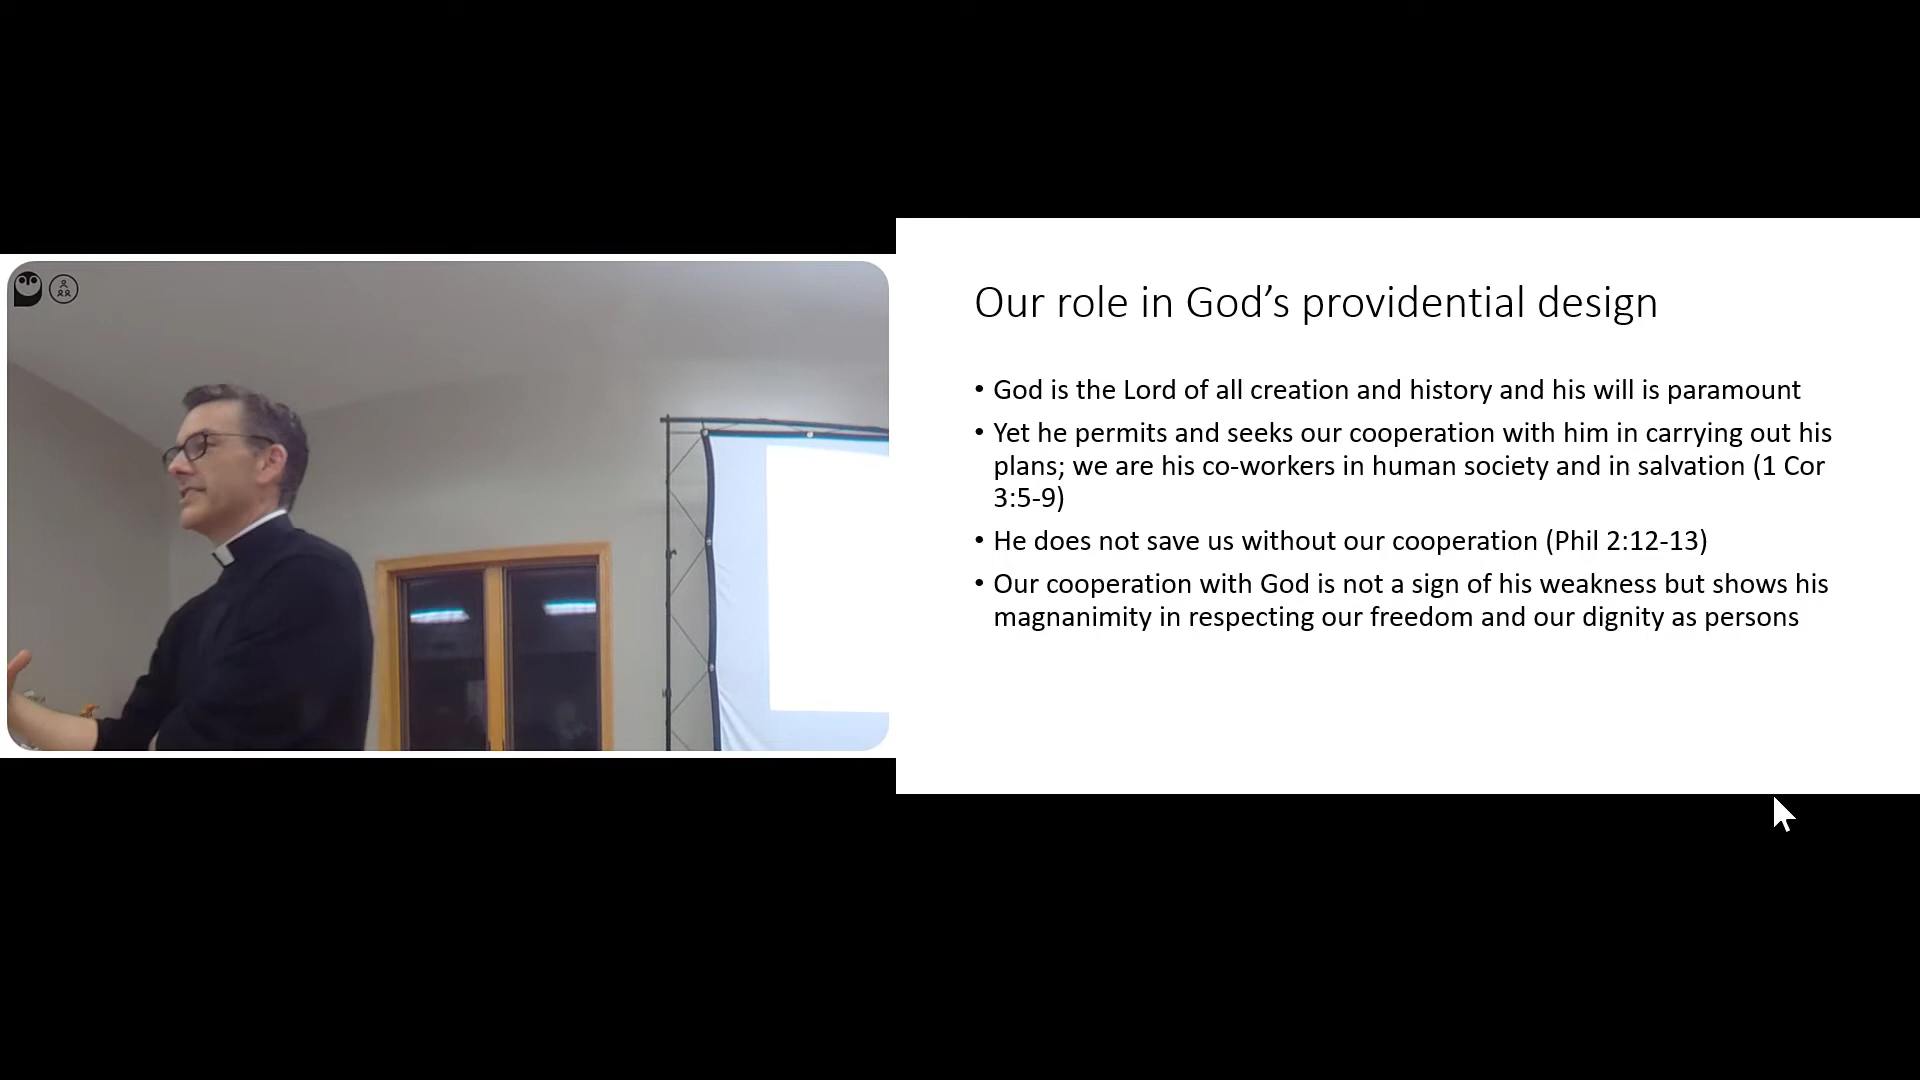 Our role in God’s providential design
• God is the Lord of all creation and history and his will is paramount
• Yet he permits and seeks our cooperation with him in carrying out his
plans; we are his co-workers in human society and in salvation (1 Cor
3:5-9)
• He does not save us without our cooperation (Phil 2:12-13)
• Our cooperation with God is not a sign of his weakness but shows his
magnanimity in respecting our freedom and our dignity as persons